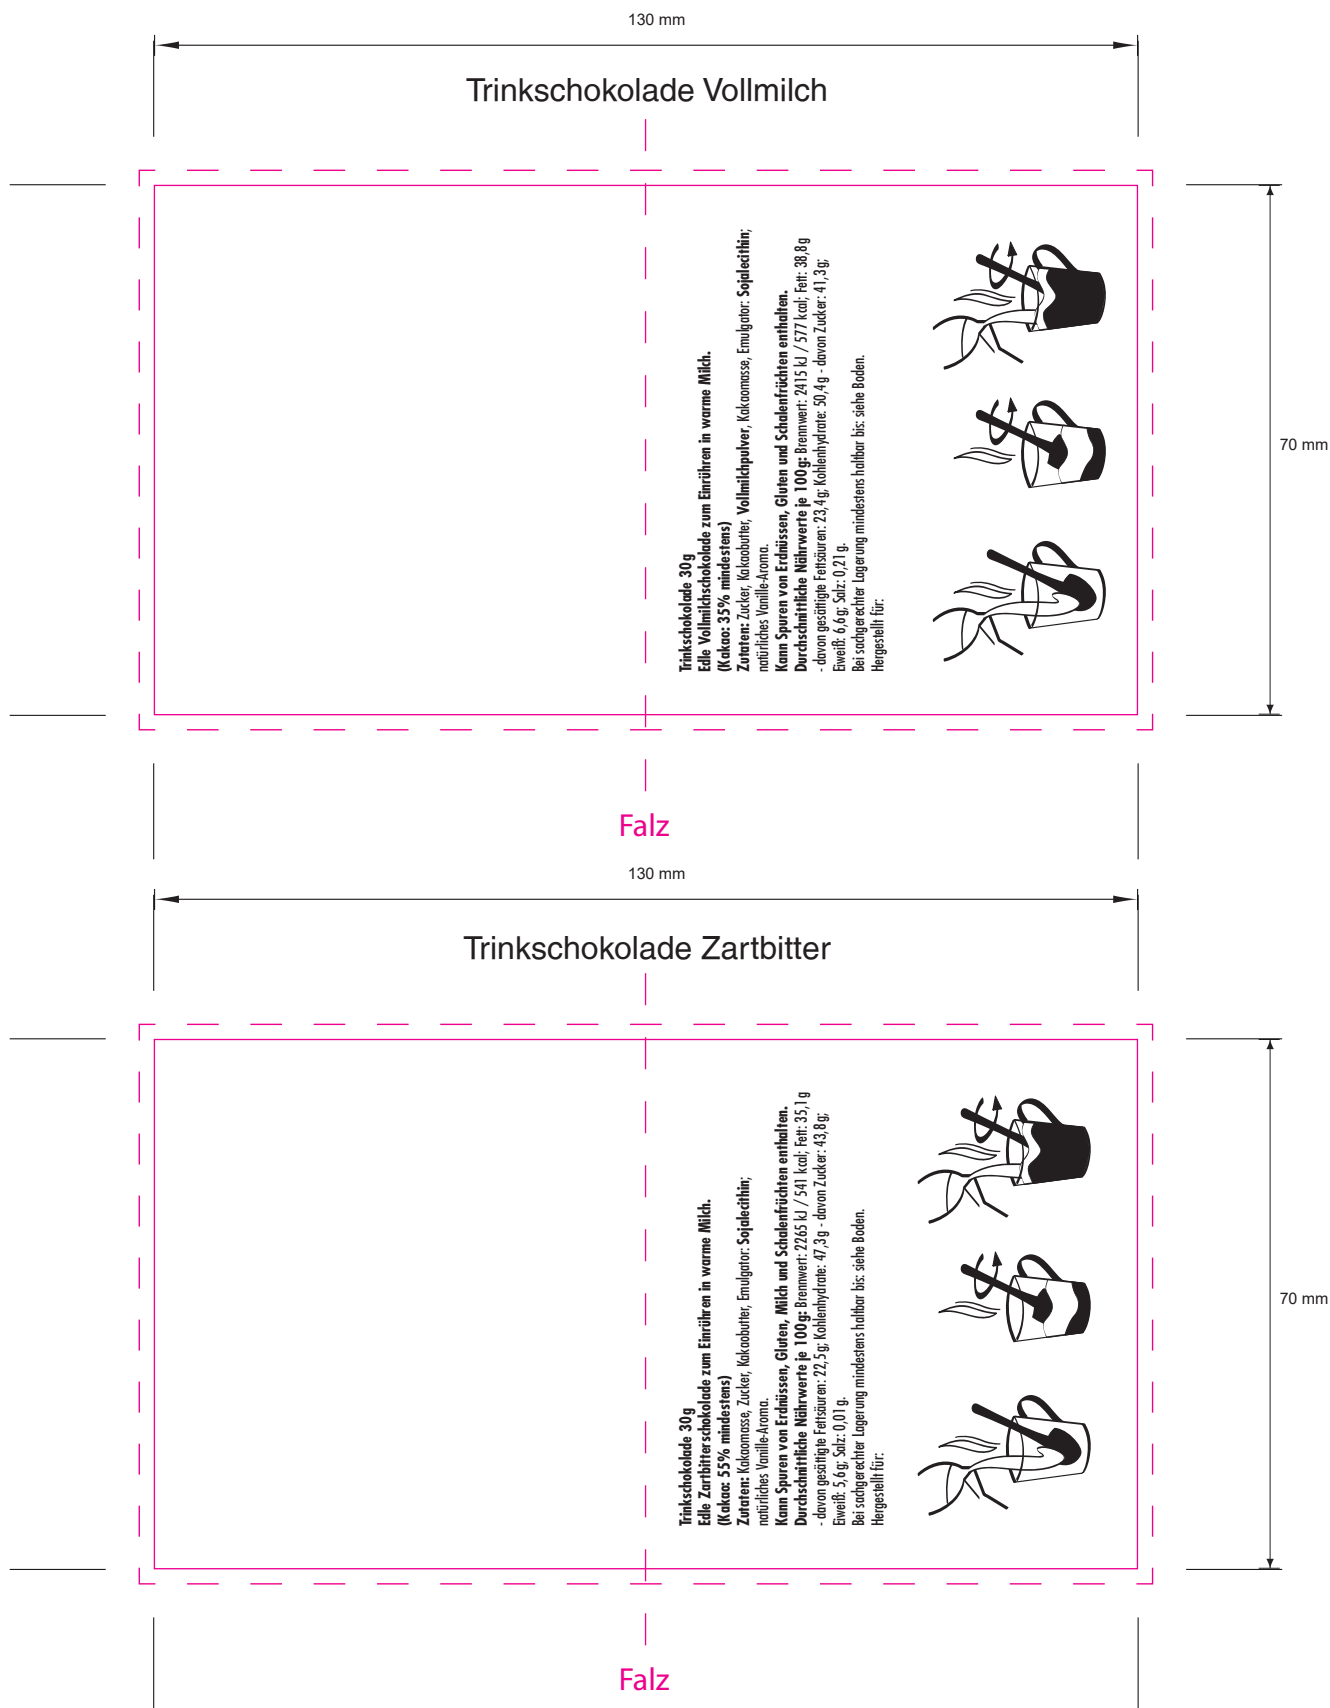 130 mm
Trinkschokolade Vollmilch
Trinkschokolade 30g
Edle Vollmilchschokolade zum Einrühren in warme Milch.
(Kakao: 35% mindestens)
Zutaten: Zucker, Kakaobutter, Vollmilchpulver, Kakaomasse, Emulgator: Sojalecithin;
natürliches Vanille-Aroma.
Kann Spuren von Erdnüssen, Gluten und Schalenfrüchten enthalten.
Durchschnittliche Nährwerte je 100g: Brennwert: 2415 kJ / 577 kcal; Fett: 38,8g
- davon gesättigte Fettsäuren: 23,4g; Kohlenhydrate: 50,4g - davon Zucker: 41,3g;
Eiweiß: 6,6g; Salz: 0,21g.
Bei sachgerechter Lagerung mindestens haltbar bis: siehe Boden.
Hergestellt für:
70 mm
Falz
130 mm
Trinkschokolade Zartbitter
Trinkschokolade 30g
Edle Zartbitterschokolade zum Einrühren in warme Milch.
(Kakao: 55% mindestens)
Zutaten: Kakaomasse, Zucker, Kakaobutter, Emulgator: Sojalecithin;
natürliches Vanille-Aroma.
Kann Spuren von Erdnüssen, Gluten, Milch und Schalenfrüchten enthalten.
Durchschnittliche Nährwerte je 100g: Brennwert: 2265 kJ / 541 kcal; Fett: 35,1g
- davon gesättigte Fettsäuren: 22,5g; Kohlenhydrate: 47,3g - davon Zucker: 43,8g;
Eiweiß: 5,6g; Salz: 0,01g.
Bei sachgerechter Lagerung mindestens haltbar bis: siehe Boden.
Hergestellt für:
70 mm
Falz